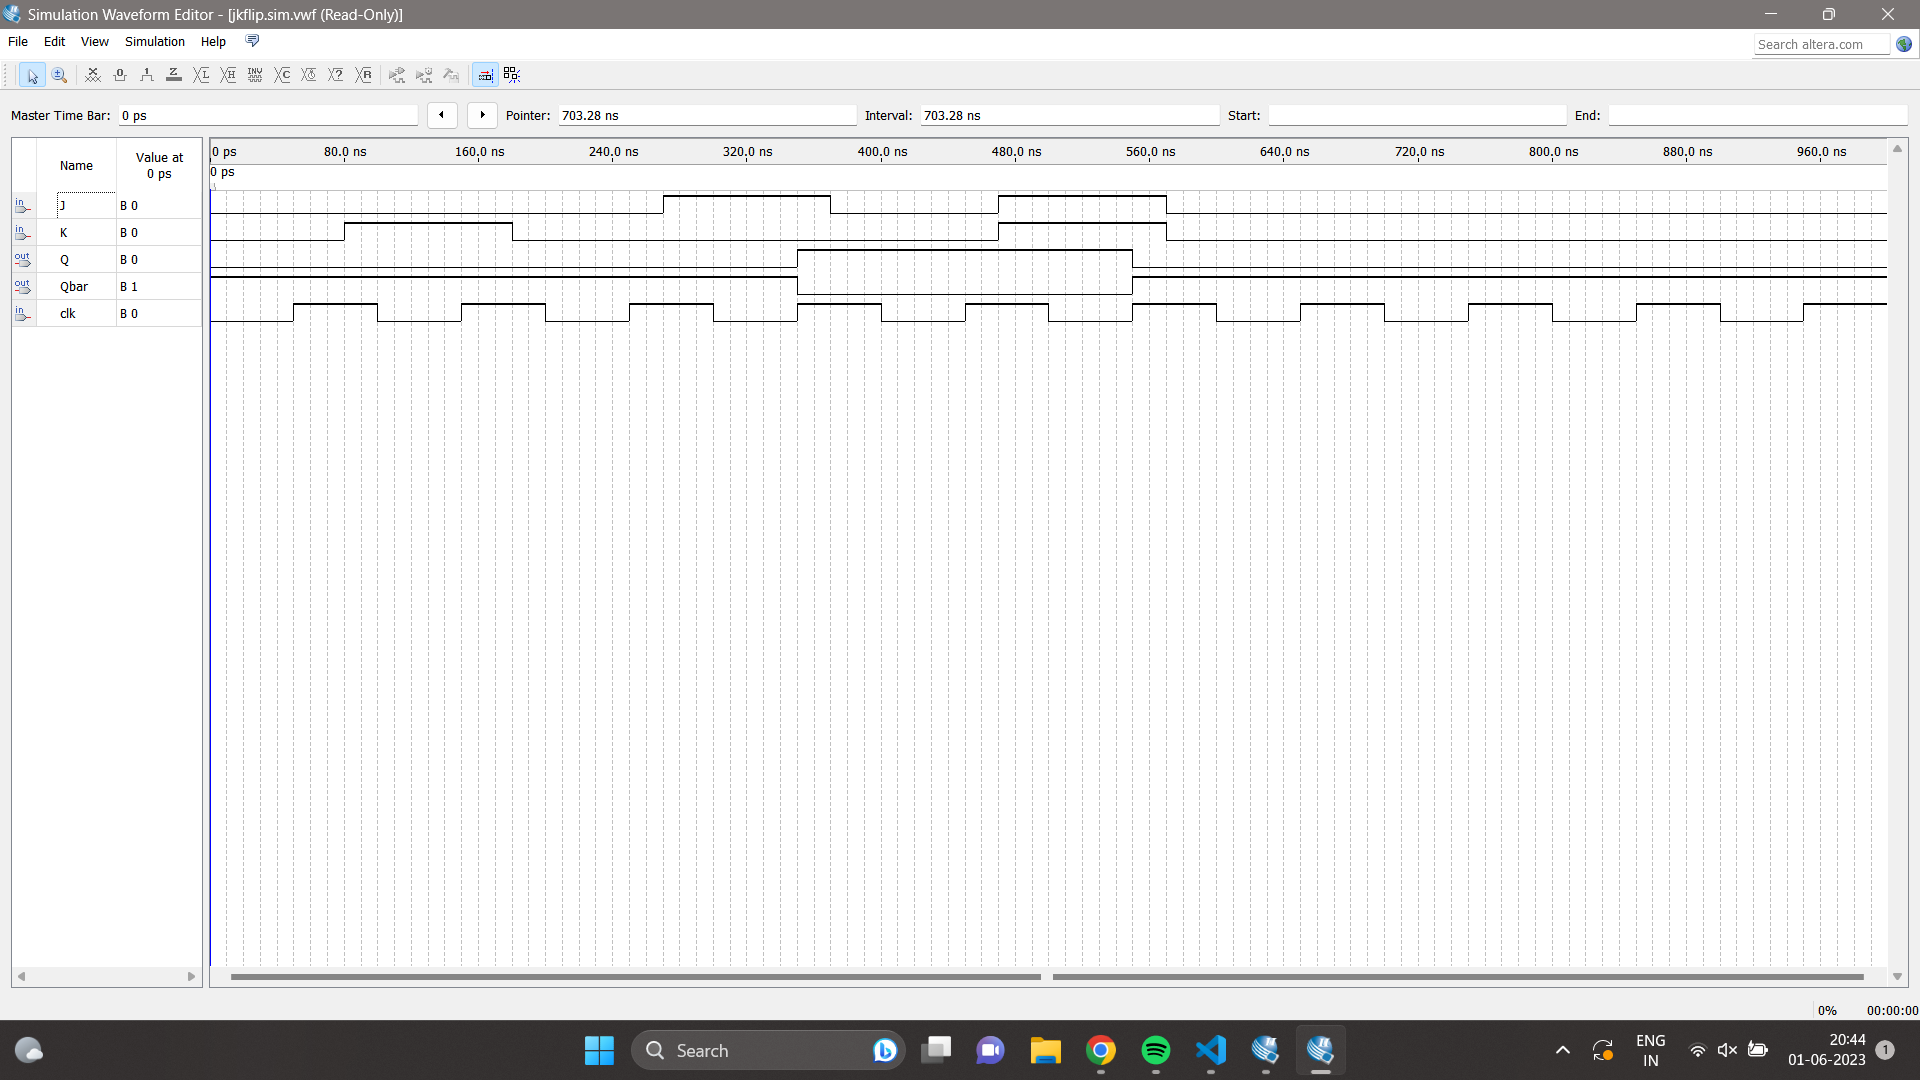 Simulation Waveform Editor - [jkflip.sim.vwf (Read-Only)]
File Edit View Simulation Help
Search altera.com
Master Time Bar: 0 ps Pointer: 703.28 ns Interval: 703.28 ns Start: End:
Name Value at 0 ps
0 ps 80.0 ns 160.0 ns 240.0 ns 320.0 ns 400.0 ns 480.0 ns 560.0 ns 640.0 ns 720.0 ns 800.0 ns 880.0 ns 960.0 ns
0 ps
in J B 0
in K B 0
out Q B 0
out Qbar B 1
in clk B 0
0% 00:00:00
Search
ENG
IN
20:44
01-06-2023
1